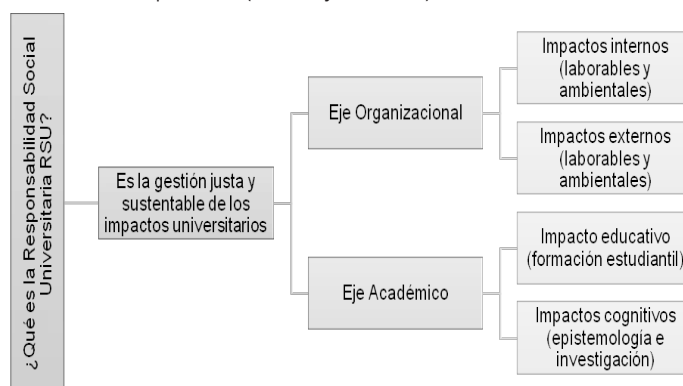 ¿Qué es la Responsabilidad Social
Universitaria RSU?
Es la gestión justa y
sustentable de los
impactos universitarios
Eje Organizacional
Impactos internos
(laborables y
ambientales)
Impactos externos
(laborables y
ambientales)
Eje Académico
Impacto educativo
(formación estudiantil)
Impactos cognitivos
(epistemología e
investigación)